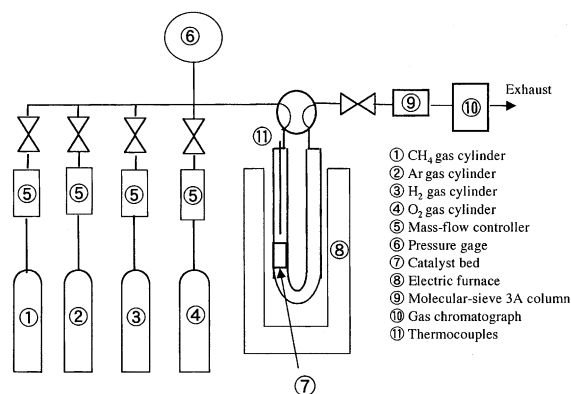 ⑥
Exhaust
⑨
⑩
⑪
⑤ ⑤ ⑤ ⑤
⑧
① ② ③ ④
⑦
① CH₄ gas cylinder
② Ar gas cylinder
③ H₂ gas cylinder
④ O₂ gas cylinder
⑤ Mass-flow controller
⑥ Pressure gage
⑦ Catalyst bed
⑧ Electric furnace
⑨ Molecular-sieve 3A column
⑩ Gas chromatograph
⑪ Thermocouples